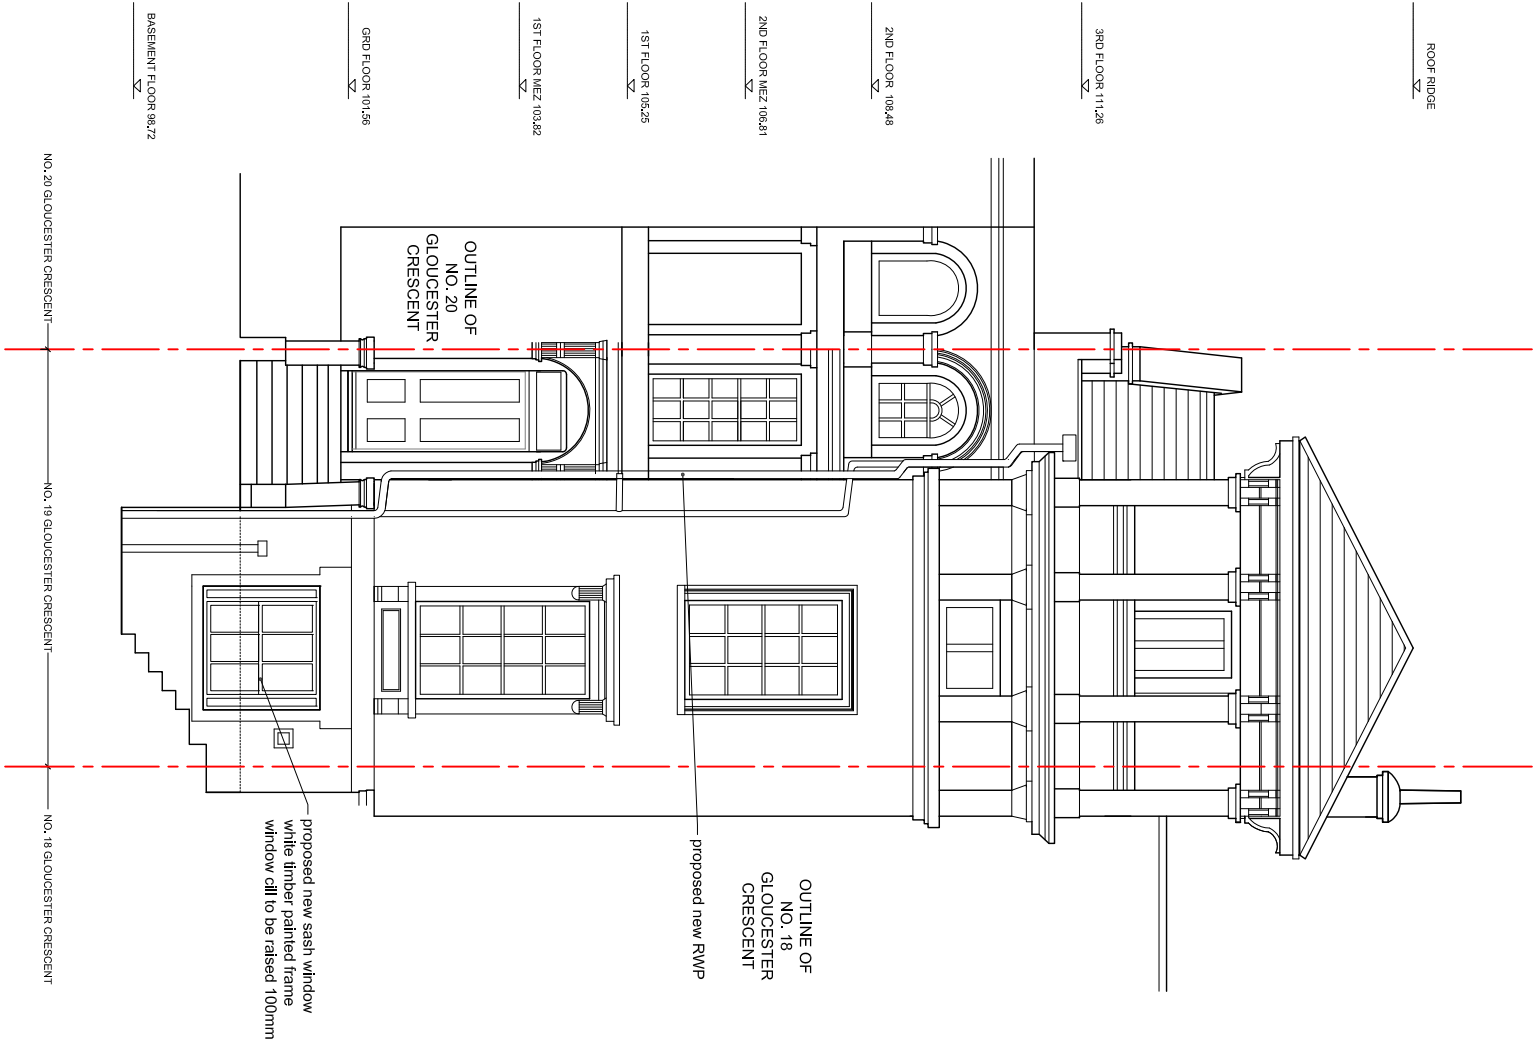 ROOF RIDGE
3RD FLOOR 111.26
2ND FLOOR 108.48
2ND FLOOR MEZ 106.81
1ST FLOOR 105.25
1ST FLOOR MEZ 103.82
GRD FLOOR 101.56
BASEMENT FLOOR 98.72
OUTLINE OF
NO. 20
GLOUCESTER
CRESCENT
OUTLINE OF
NO. 18
GLOUCESTER
CRESCENT
proposed new RWP
proposed new sash window
white timber painted frame
window cill to be raised 100mm
NO. 20 GLOUCESTER CRESCENT
NO. 19 GLOUCESTER CRESCENT
NO. 18 GLOUCESTER CRESCENT